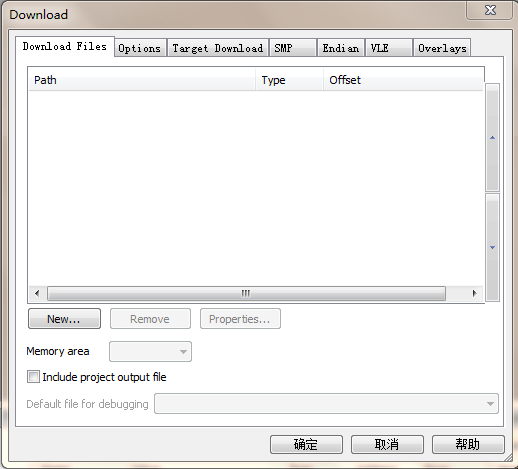 Download
Download Files Options Target Download SMP Endian VLE Overlays
Path Type Offset
New... Remove Properties...
Memory area
Include project output file
Default file for debugging
确定 取消 帮助